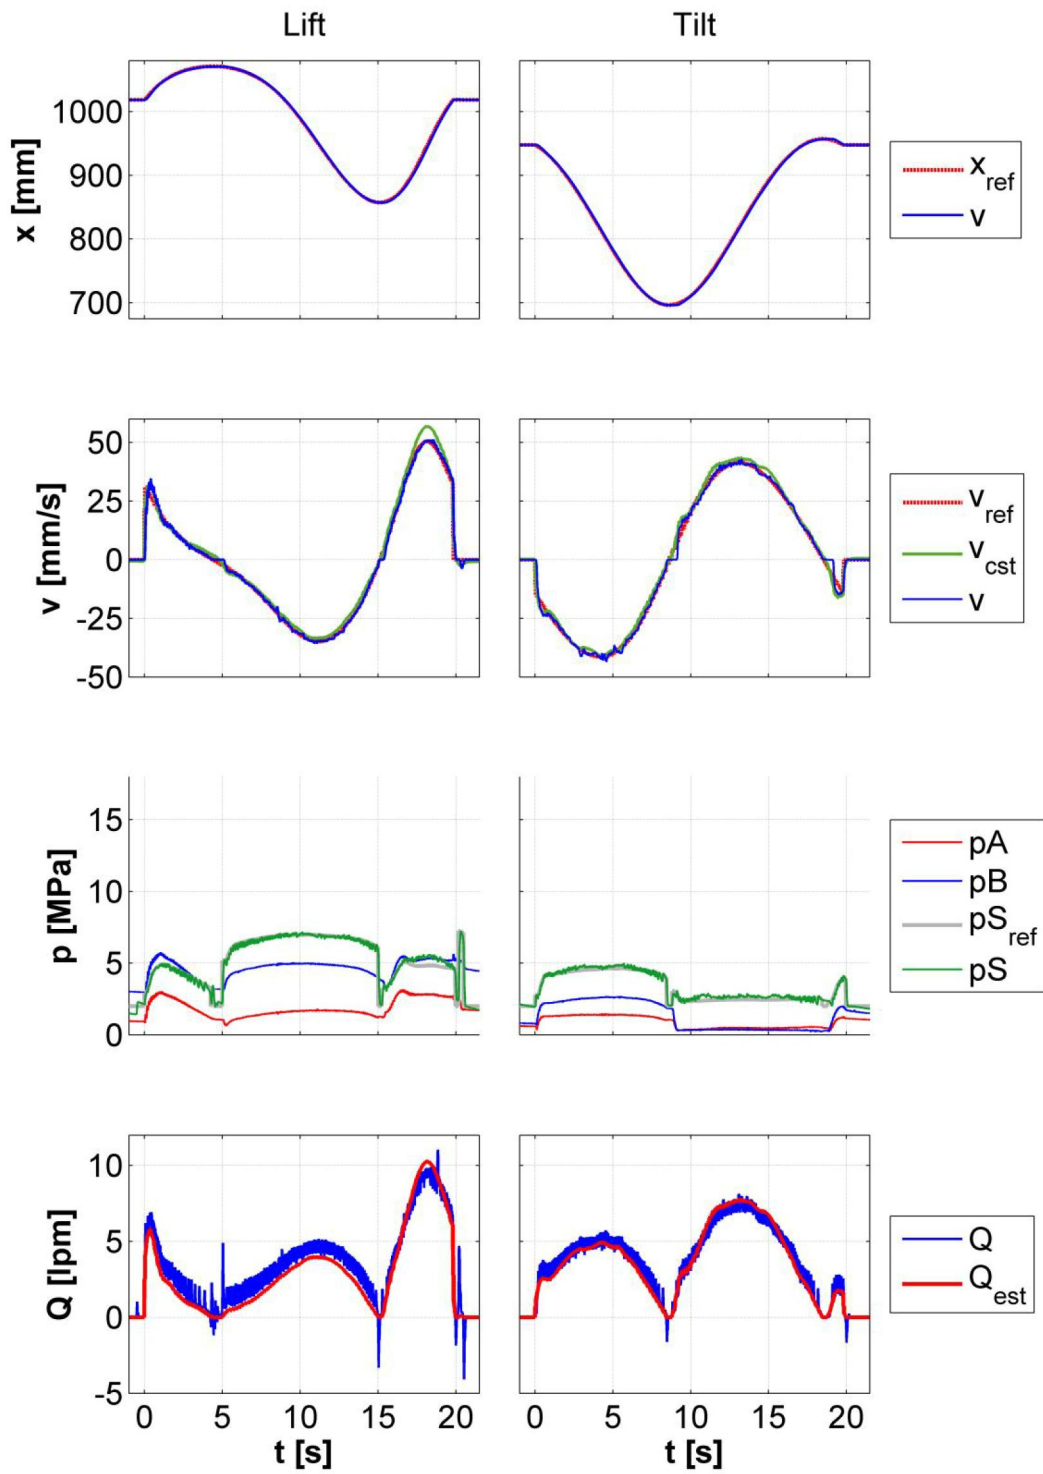 Lift
Tilt
x [mm]
1000
900
800
700
x_ref
v
v [mm/s]
50
25
0
-25
-50
v_ref
v_cst
v
p [MPa]
15
10
5
0
pA
pB
pS_ref
pS
Q [lpm]
10
5
0
-5
Q
Q_est
0 5 10 15 20
0 5 10 15 20
t [s]
t [s]